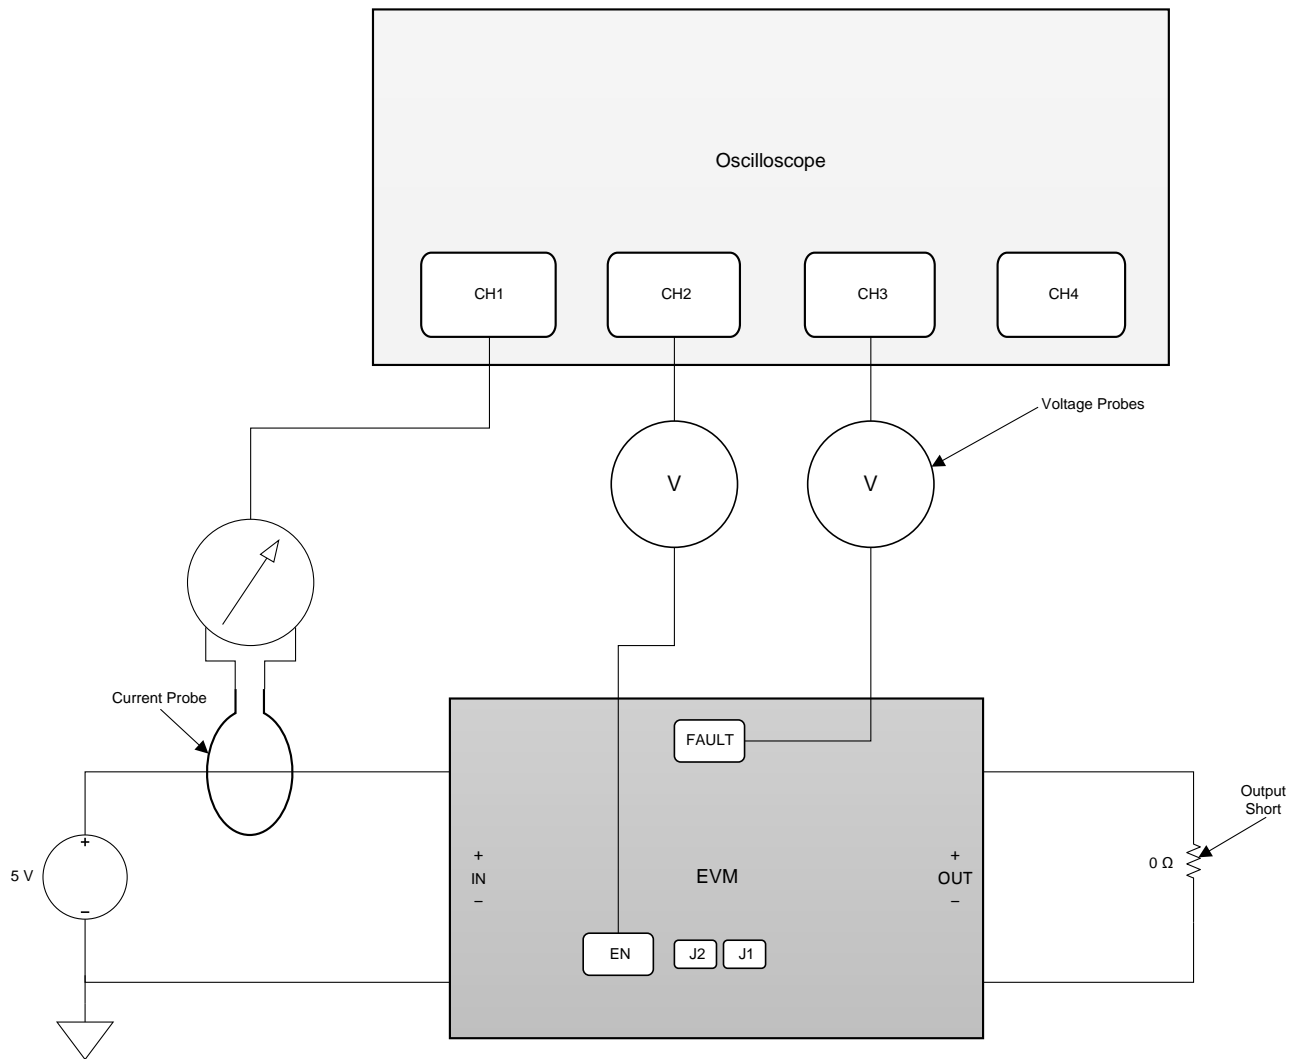 Oscilloscope
CH1
CH2
CH3
CH4
Voltage Probes
V
V
Current Probe
FAULT
Output
Short
5 V
+
−
+
IN
−
EVM
+
OUT
−
0 Ω
EN
J2
J1